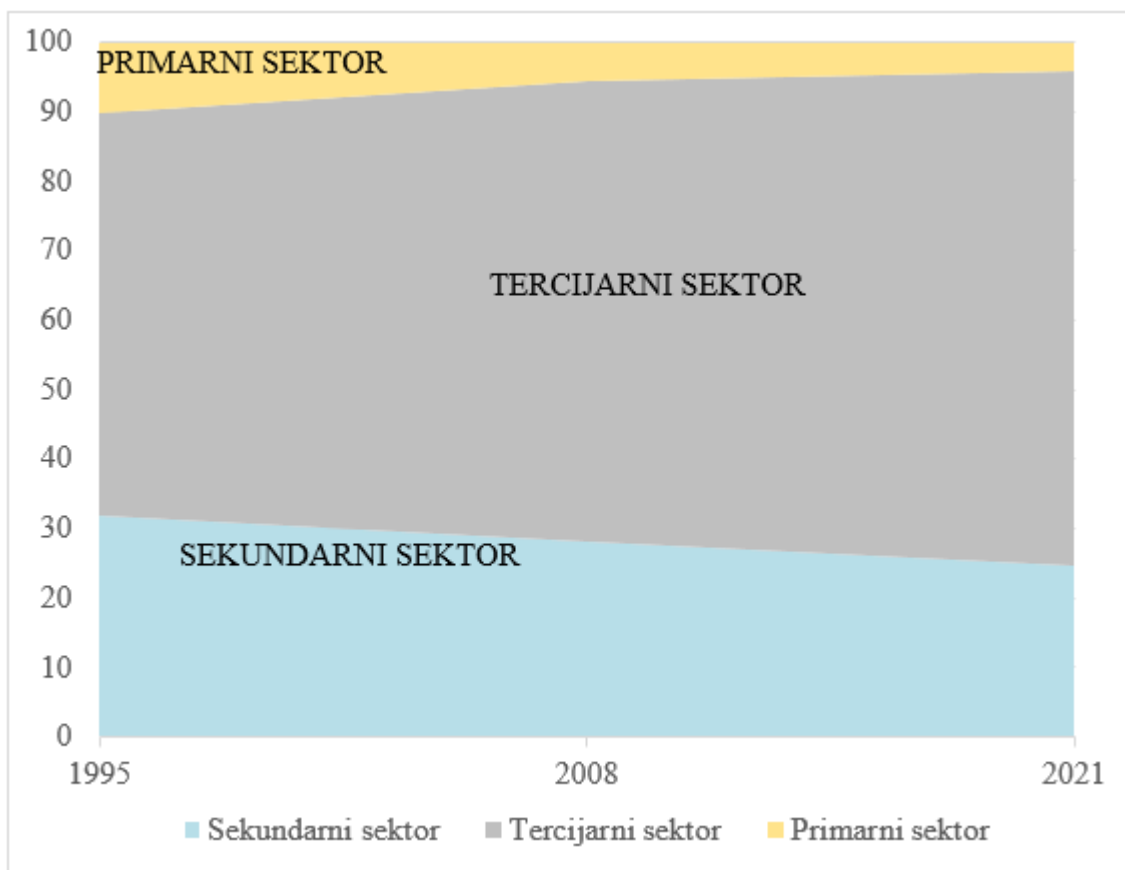 100
PRIMARNI SEKTOR
90
80
70
TERCIJARNI SEKTOR
60
50
40
30
SEKUNDARNI SEKTOR
20
10
0
1995 2008 2021
Sekundarni sektor Tercijarni sektor Primarni sektor